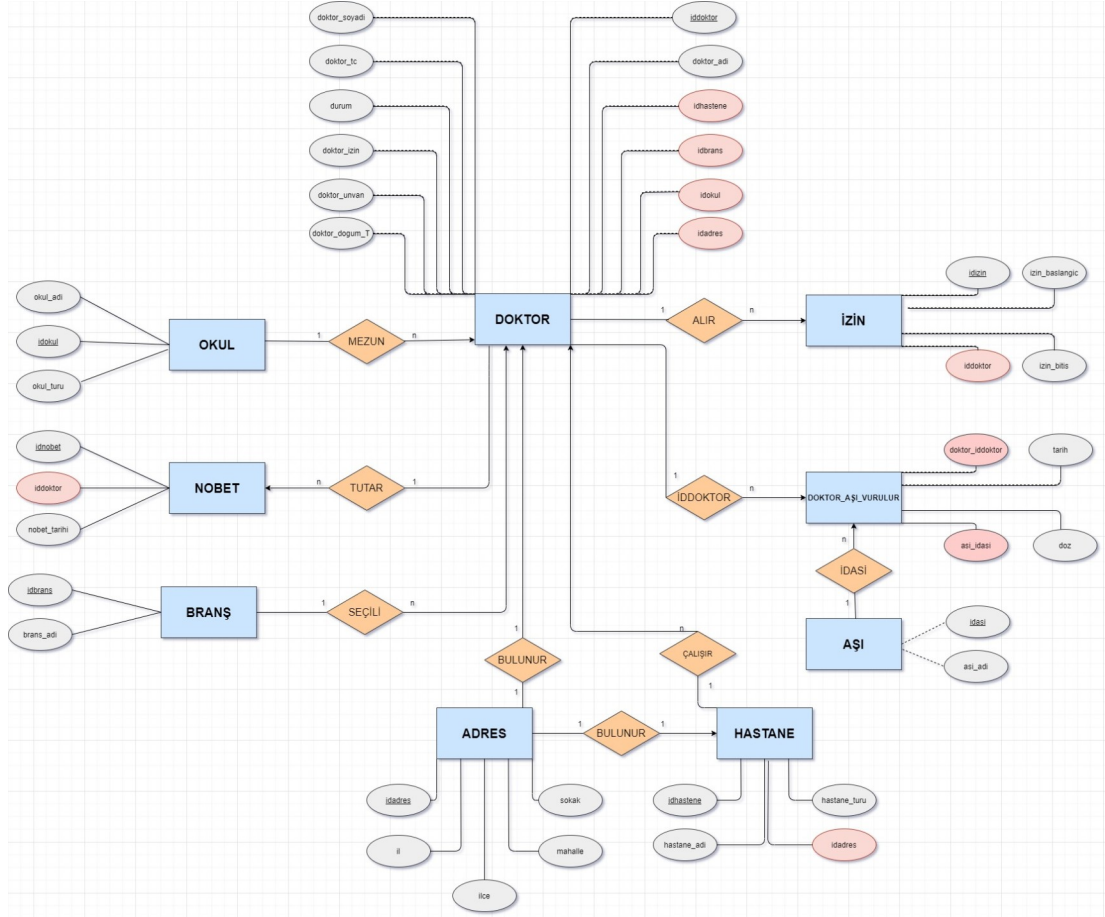 doktor_soyadi
iddoktor
doktor_tc
doktor_adi
durum
idhastene
doktor_izin
idbrans
doktor_unvan
idokul
doktor_dogum_T
idadres
okul_adi
idokul
okul_turu
OKUL
1
MEZUN
n
DOKTOR
1
ALIR
n
İZİN
idizin
izin_baslangic
iddoktor
izin_bitis
idnobet
iddoktor
nobet_tarihi
NOBET
n
TUTAR
1
1
İDDOKTOR
n
DOKTOR_AŞI_VURULUR
doktor_iddoktor
tarih
asi_idasi
doz
n
İDASİ
1
AŞI
idasi
asi_adi
idbrans
brans_adi
BRANŞ
1
SEÇİLİ
n
1
BULUNUR
1
n
ÇALIŞIR
1
ADRES
1
BULUNUR
1
HASTANE
idadres
sokak
il
mahalle
ilce
idhastene
hastane_turu
hastane_adi
idadres